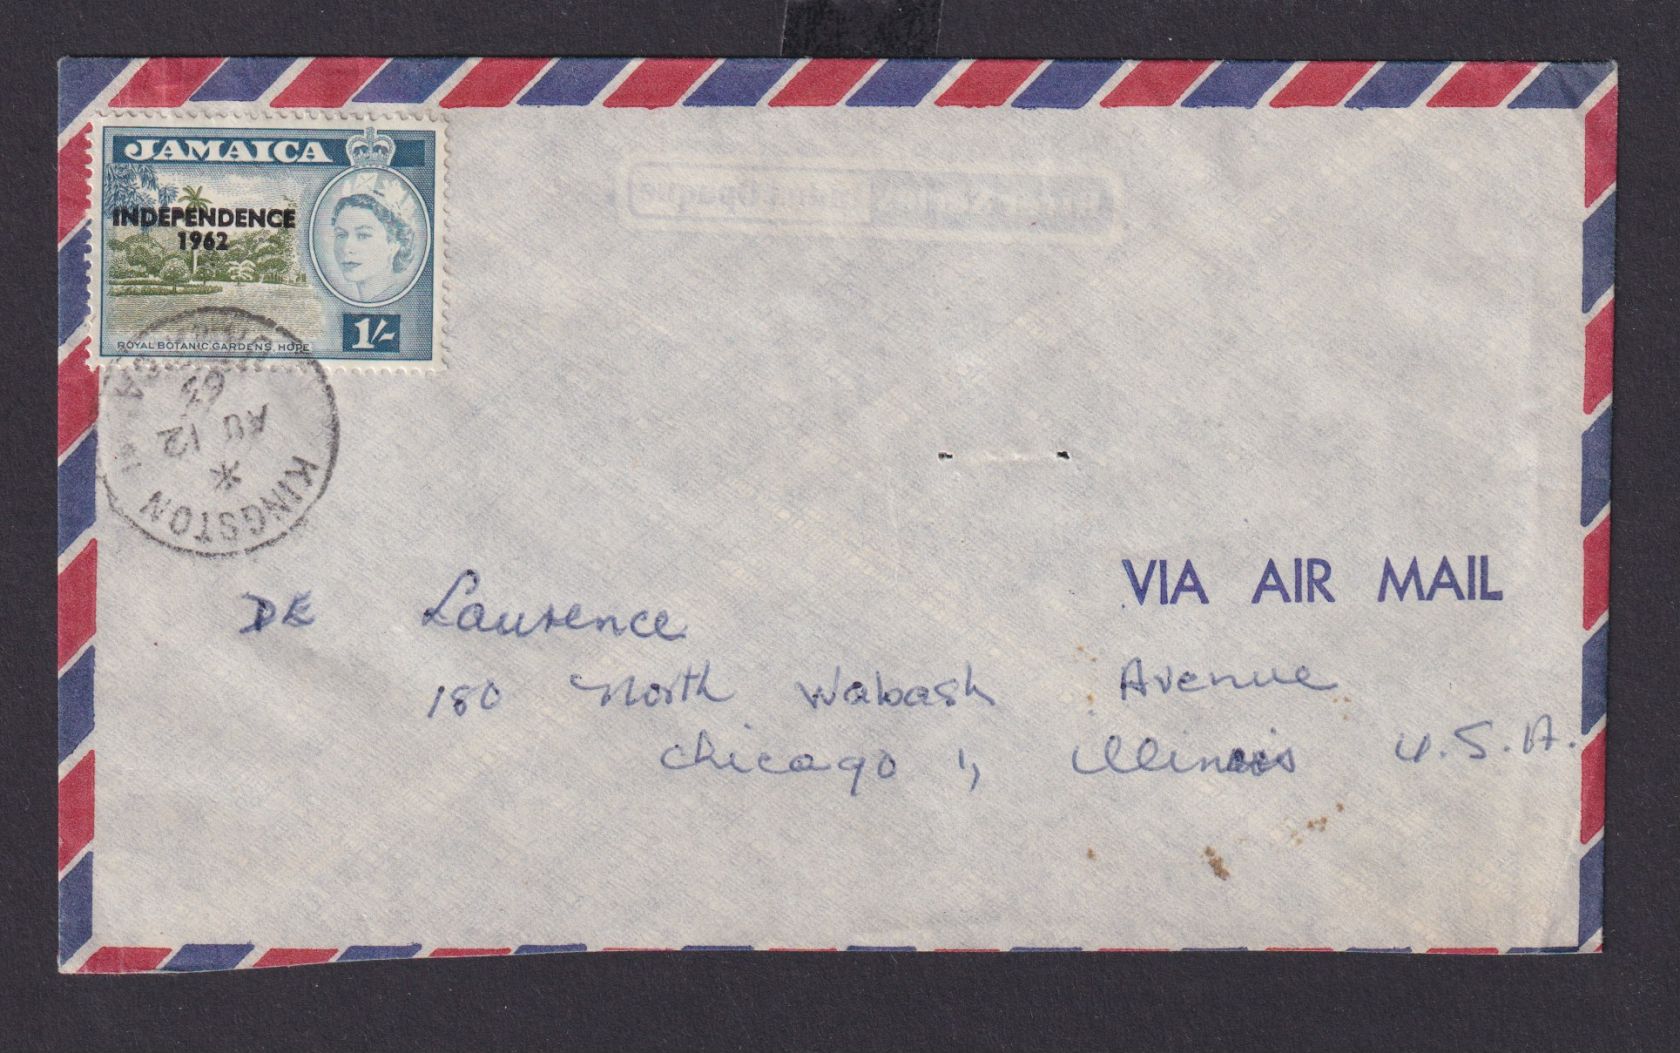 JAMAICA
INDEPENDENCE
1962
1/-
ROYAL BOTANIC GARDENS, HOPE
KINGSTON
*
AU 12
63
VIA AIR MAIL
DE Laurence
180 North Wabash Avenue
Chicago 1, Illinois U.S.A.